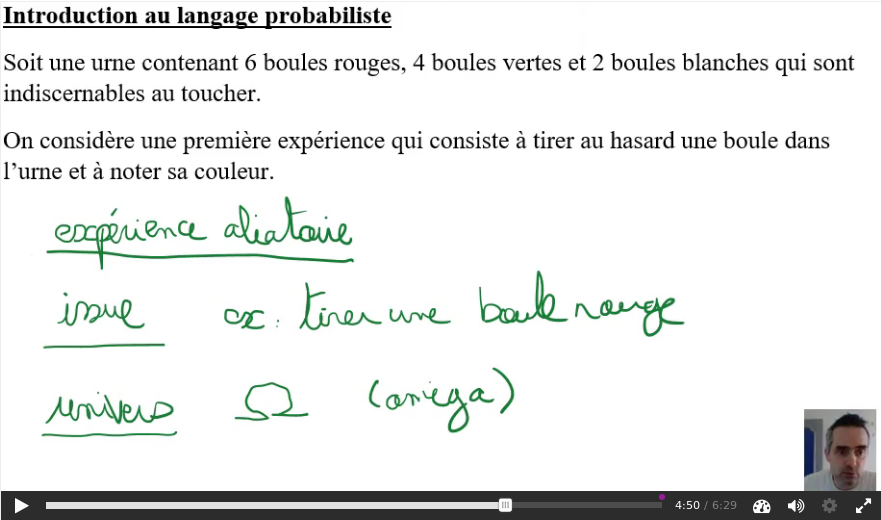 Introduction au langage probabiliste
Soit une urne contenant 6 boules rouges, 4 boules vertes et 2 boules blanches qui sont
indiscernables au toucher.
On considère une première expérience qui consiste à tirer au hasard une boule dans
l’urne et à noter sa couleur.
expérience aliatoire
issue ex: tirer une boule rouge
univers Ω (omega)
4:50 / 6:29